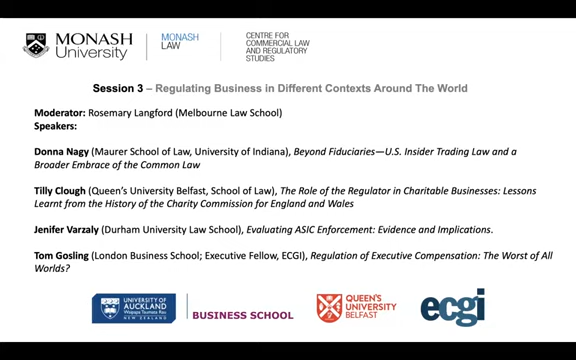 MONASH
University
MONASH
LAW
CENTRE FOR
COMMERCIAL LAW
AND REGULATORY
STUDIES
Session 3 – Regulating Business in Different Contexts Around The World
Moderator: Rosemary Langford (Melbourne Law School)
Speakers:
Donna Nagy (Maurer School of Law, University of Indiana), Beyond Fiduciaries—U.S. Insider Trading Law and a
Broader Embrace of the Common Law
Tilly Clough (Queen's University Belfast, School of Law), The Role of the Regulator in Charitable Businesses: Lessons
Learnt from the History of the Charity Commission for England and Wales
Jenifer Varzaly (Durham University Law School), Evaluating ASIC Enforcement: Evidence and Implications.
Tom Gosling (London Business School; Executive Fellow, ECGI), Regulation of Executive Compensation: The Worst of All
Worlds?
UNIVERSITY OF
AUCKLAND
Waipapa Taumata Rau
NEW ZEALAND
BUSINESS SCHOOL
QUEEN'S
UNIVERSITY
BELFAST
ecgi